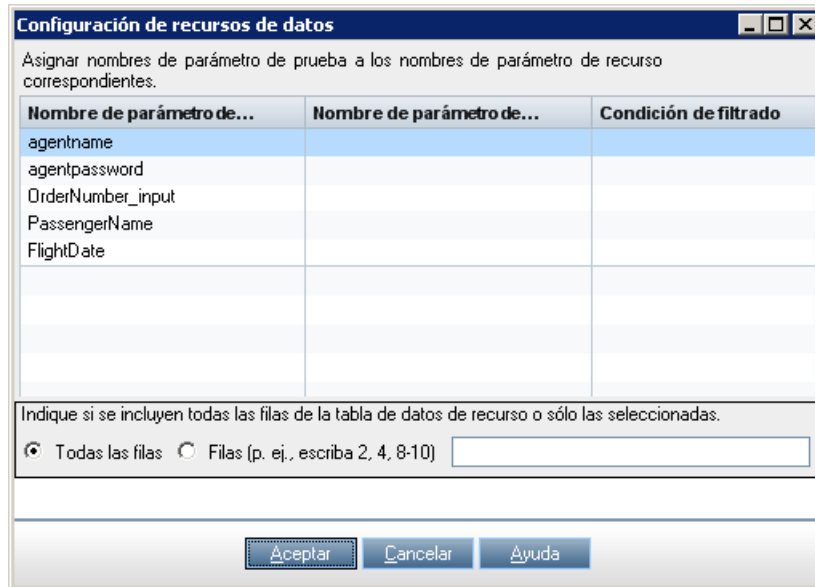 Configuración de recursos de datos
Asignar nombres de parámetro de prueba a los nombres de parámetro de recurso
correspondientes.
Nombre de parámetro de... Nombre de parámetro de... Condición de filtrado
agentname
agentpassword
OrderNumber_input
PassengerName
FlightDate
Indique si se incluyen todas las filas de la tabla de datos de recurso o sólo las seleccionadas.
Todas las filas Filas (p. ej., escriba 2, 4, 8-10)
Aceptar Cancelar Ayuda